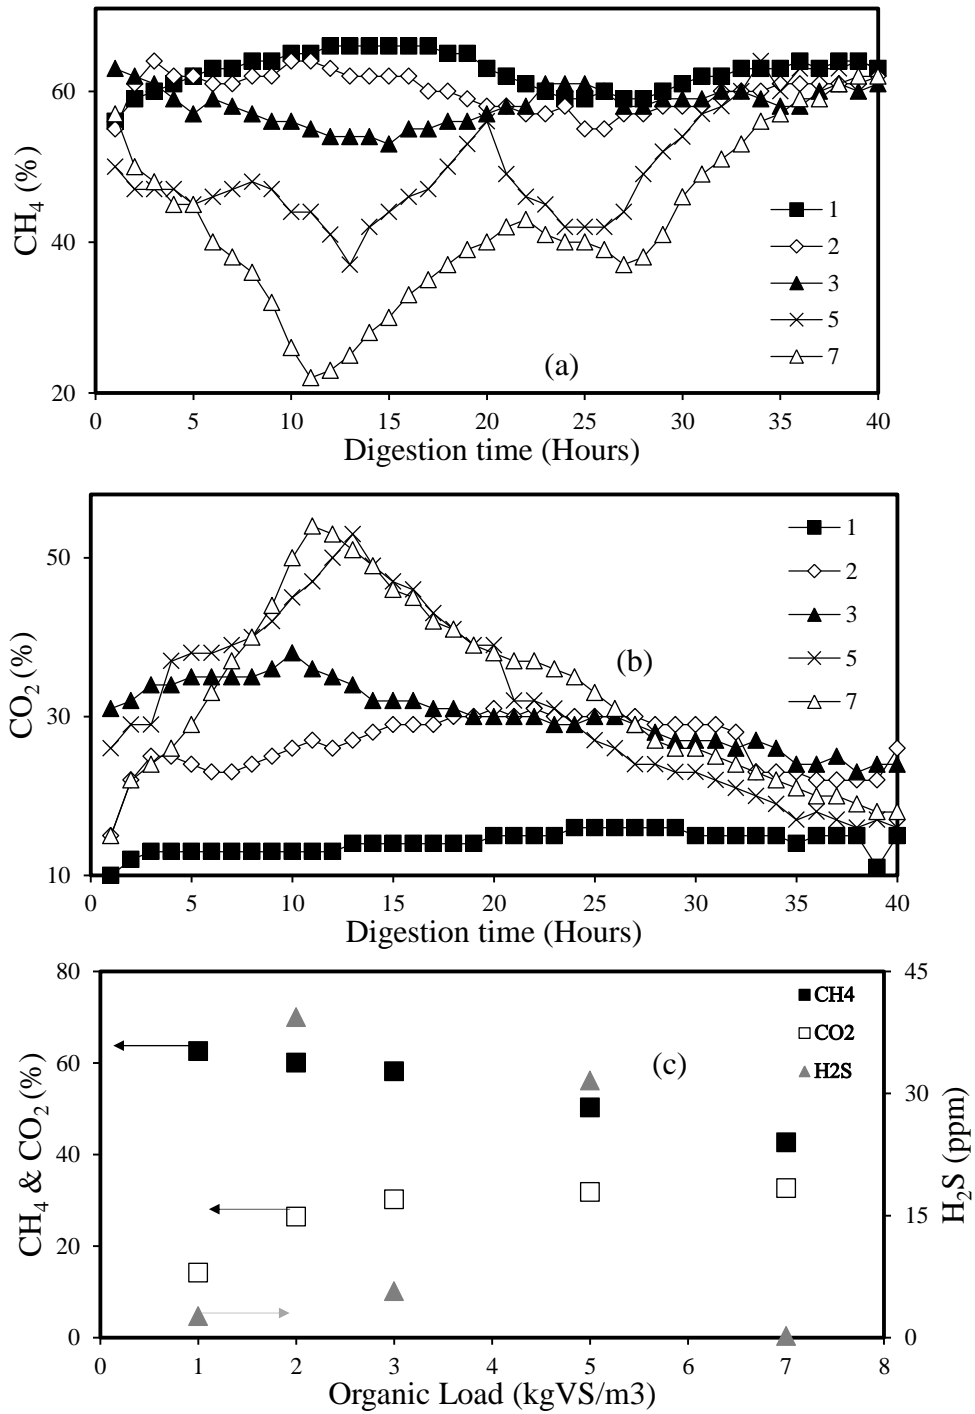 60
40
20
CH4 (%)
1
2
3
5
7
(a)
0 5 10 15 20 25 30 35 40
Digestion time (Hours)
50
30
10
CO2 (%)
1
2
3
5
7
(b)
0 5 10 15 20 25 30 35 40
Digestion time (Hours)
80
60
40
20
0
CH4 & CO2 (%)
CH4
CO2
H2S
(c)
45
30
15
0
H2S (ppm)
0 1 2 3 4 5 6 7 8
Organic Load (kgVS/m3)